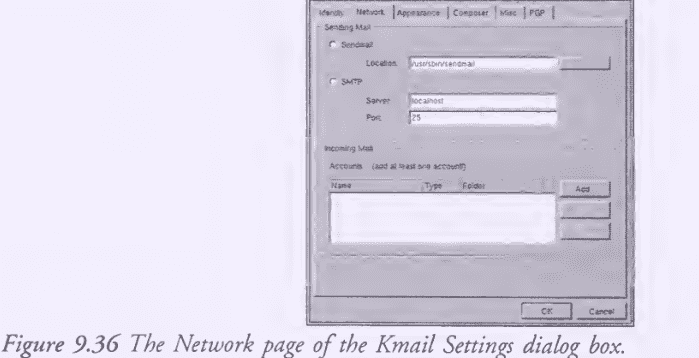 Identity Network Appearance Composer Misc PGP
Sending Mail
Sendmail
Location: /usr/sbin/sendmail
SMTP
Server: localhost
Port: 25
Incoming Mail
Accounts: (add at least one account!)
Name Type Folder
Add
OK Cancel
Figure 9.36 The Network page of the Kmail Settings dialog box.